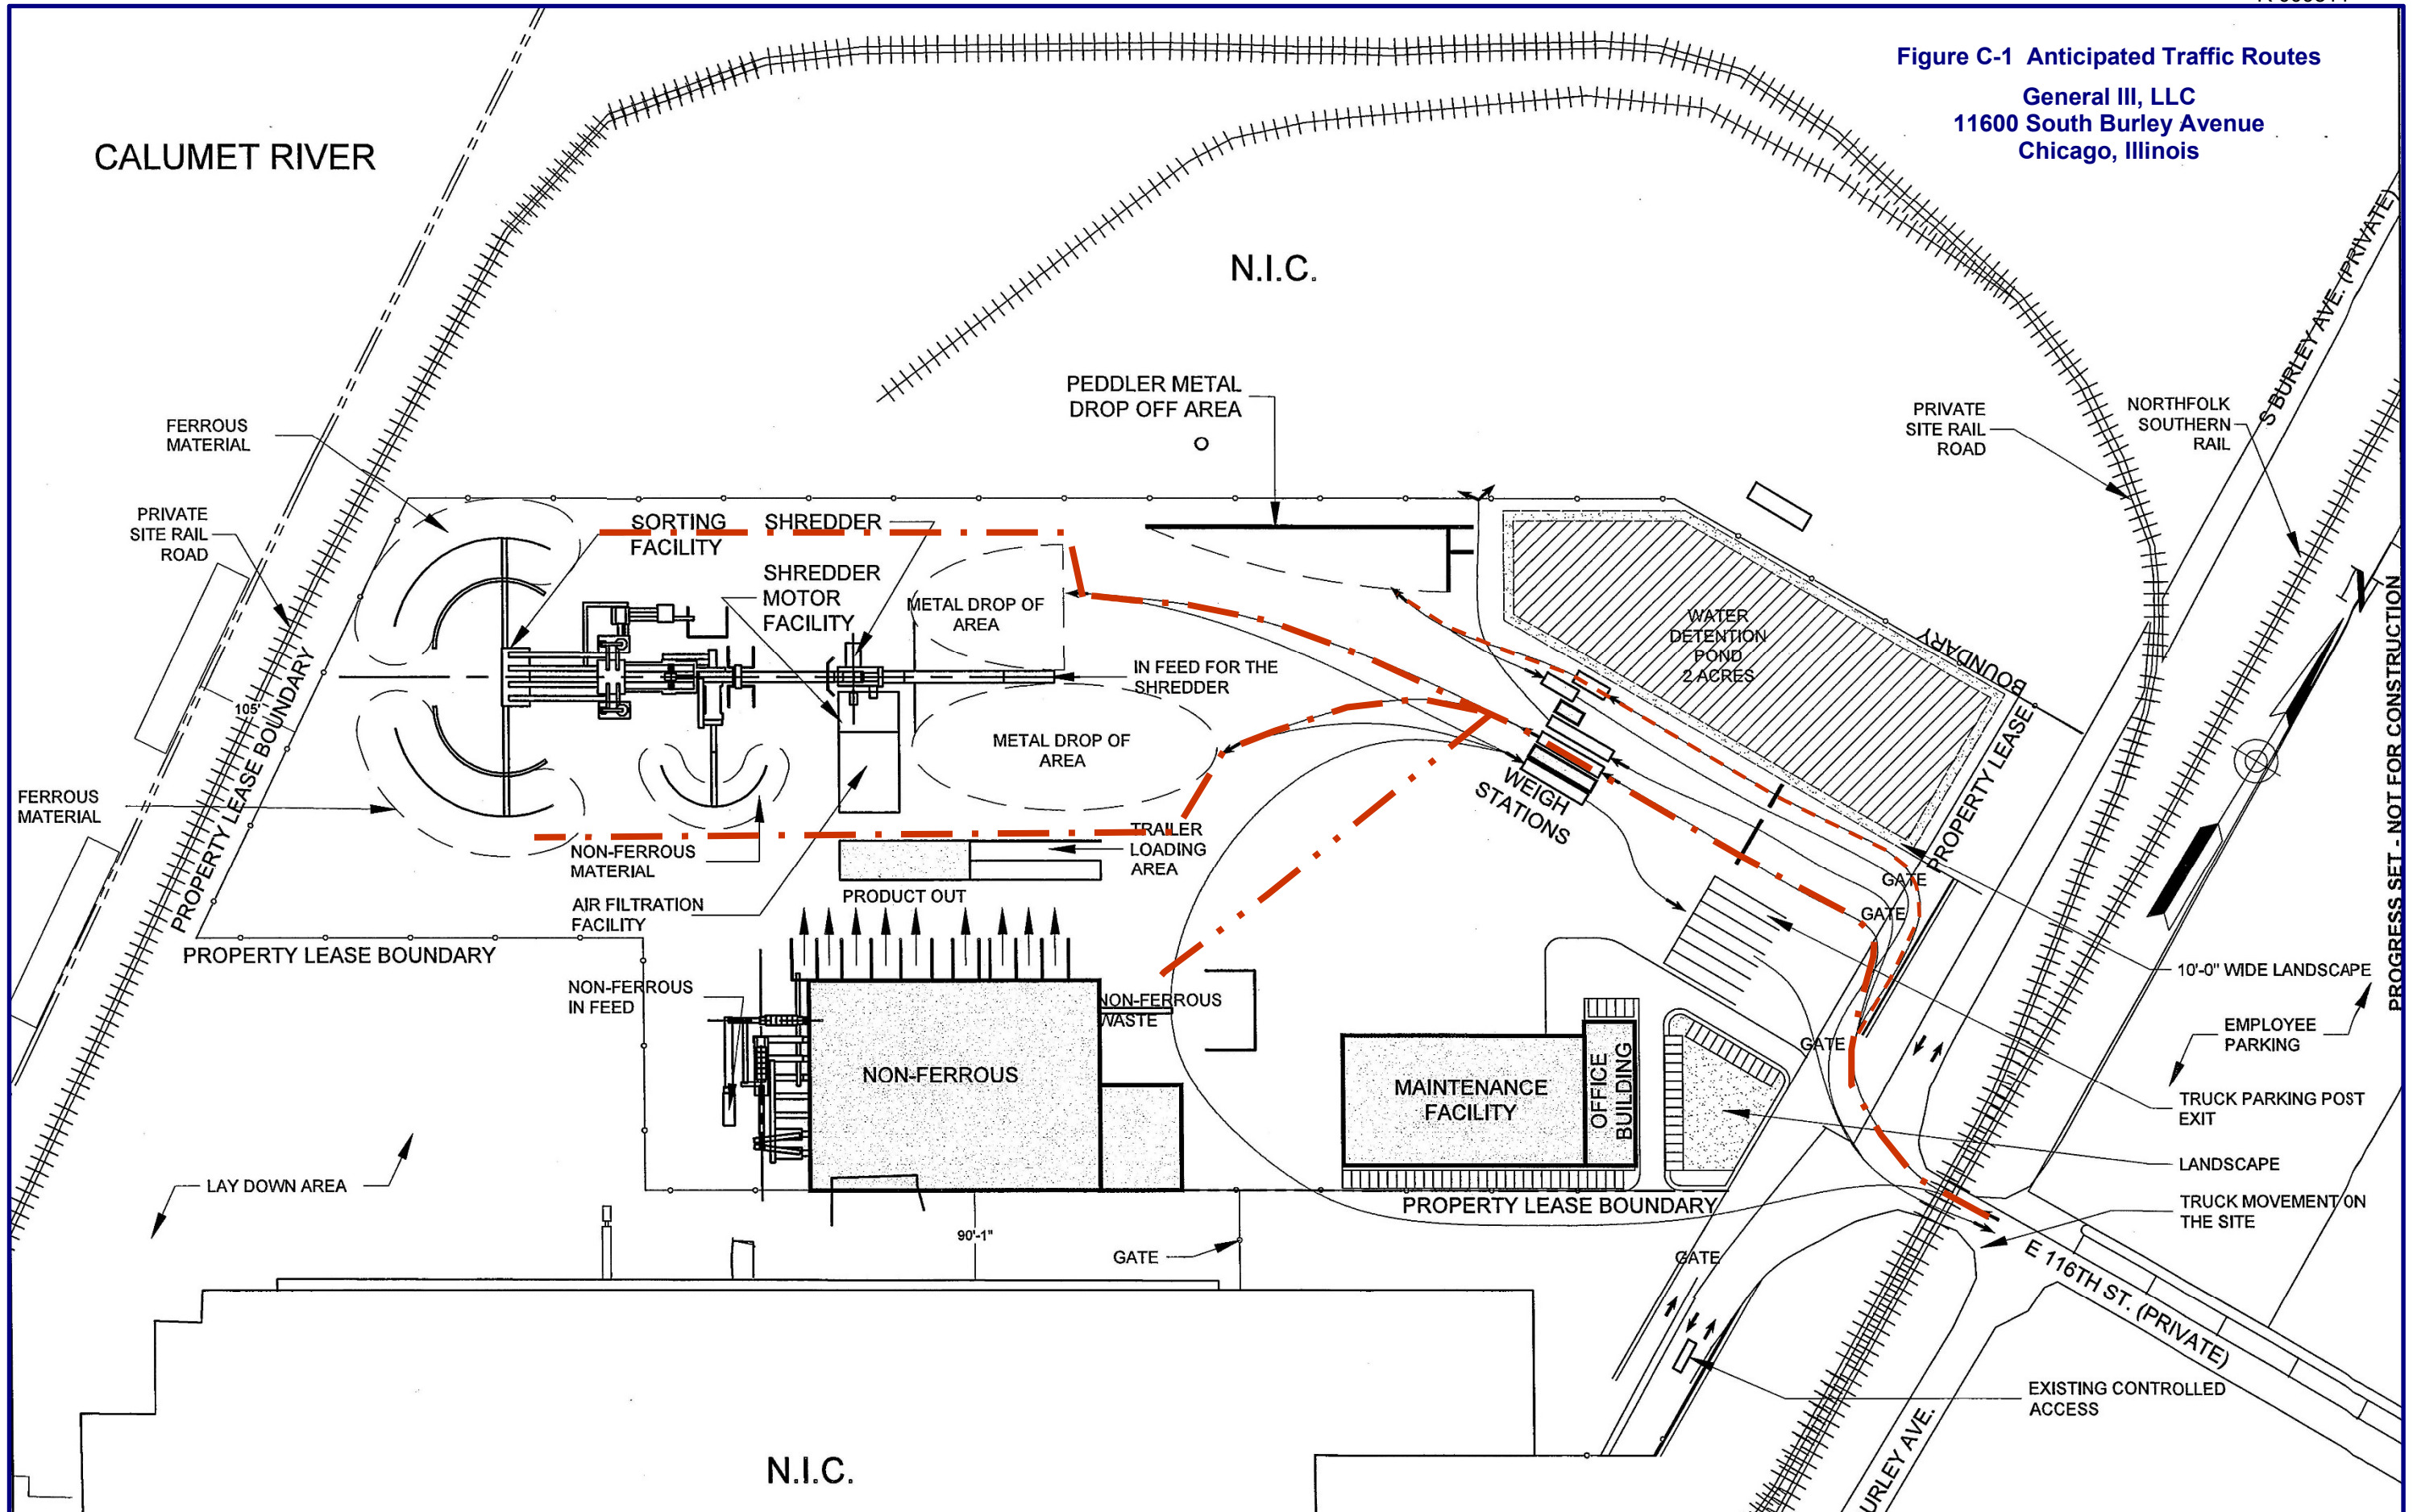 Figure C-1 Anticipated Traffic Routes
General III, LLC
11600 South Burley Avenue
Chicago, Illinois
CALUMET RIVER
N.I.C.
S BURLEY AVE. (PRIVATE)
PEDDLER METAL
DROP OFF AREA
PRIVATE
SITE RAIL
ROAD
NORTHFOLK
SOUTHERN
RAIL
FERROUS
MATERIAL
PRIVATE
SITE RAIL
ROAD
SORTING
FACILITY
SHREDDER
SHREDDER
MOTOR
FACILITY
METAL DROP OF
AREA
IN FEED FOR THE
SHREDDER
METAL DROP OF
AREA
WATER
DETENTION
POND
2 ACRES
PROPERTY LEASE
BOUNDARY
N
PROGRESS SET - NOT FOR CONSTRUCTION
105'
PROPERTY LEASE BOUNDARY
WEIGH
STATIONS
FERROUS
MATERIAL
NON-FERROUS
MATERIAL
TRAILER
LOADING
AREA
AIR FILTRATION
FACILITY
PRODUCT OUT
GATE
GATE
GATE
PROPERTY LEASE BOUNDARY
NON-FERROUS
IN FEED
NON-FERROUS
WASTE
NON-FERROUS
MAINTENANCE
FACILITY
OFFICE
BUILDING
10'-0" WIDE LANDSCAPE
EMPLOYEE
PARKING
TRUCK PARKING POST
EXIT
LANDSCAPE
TRUCK MOVEMENT ON
THE SITE
LAY DOWN AREA
PROPERTY LEASE BOUNDARY
90'-1"
GATE
GATE
E 116TH ST. (PRIVATE)
EXISTING CONTROLLED
ACCESS
N.I.C.
URLEY AVE.